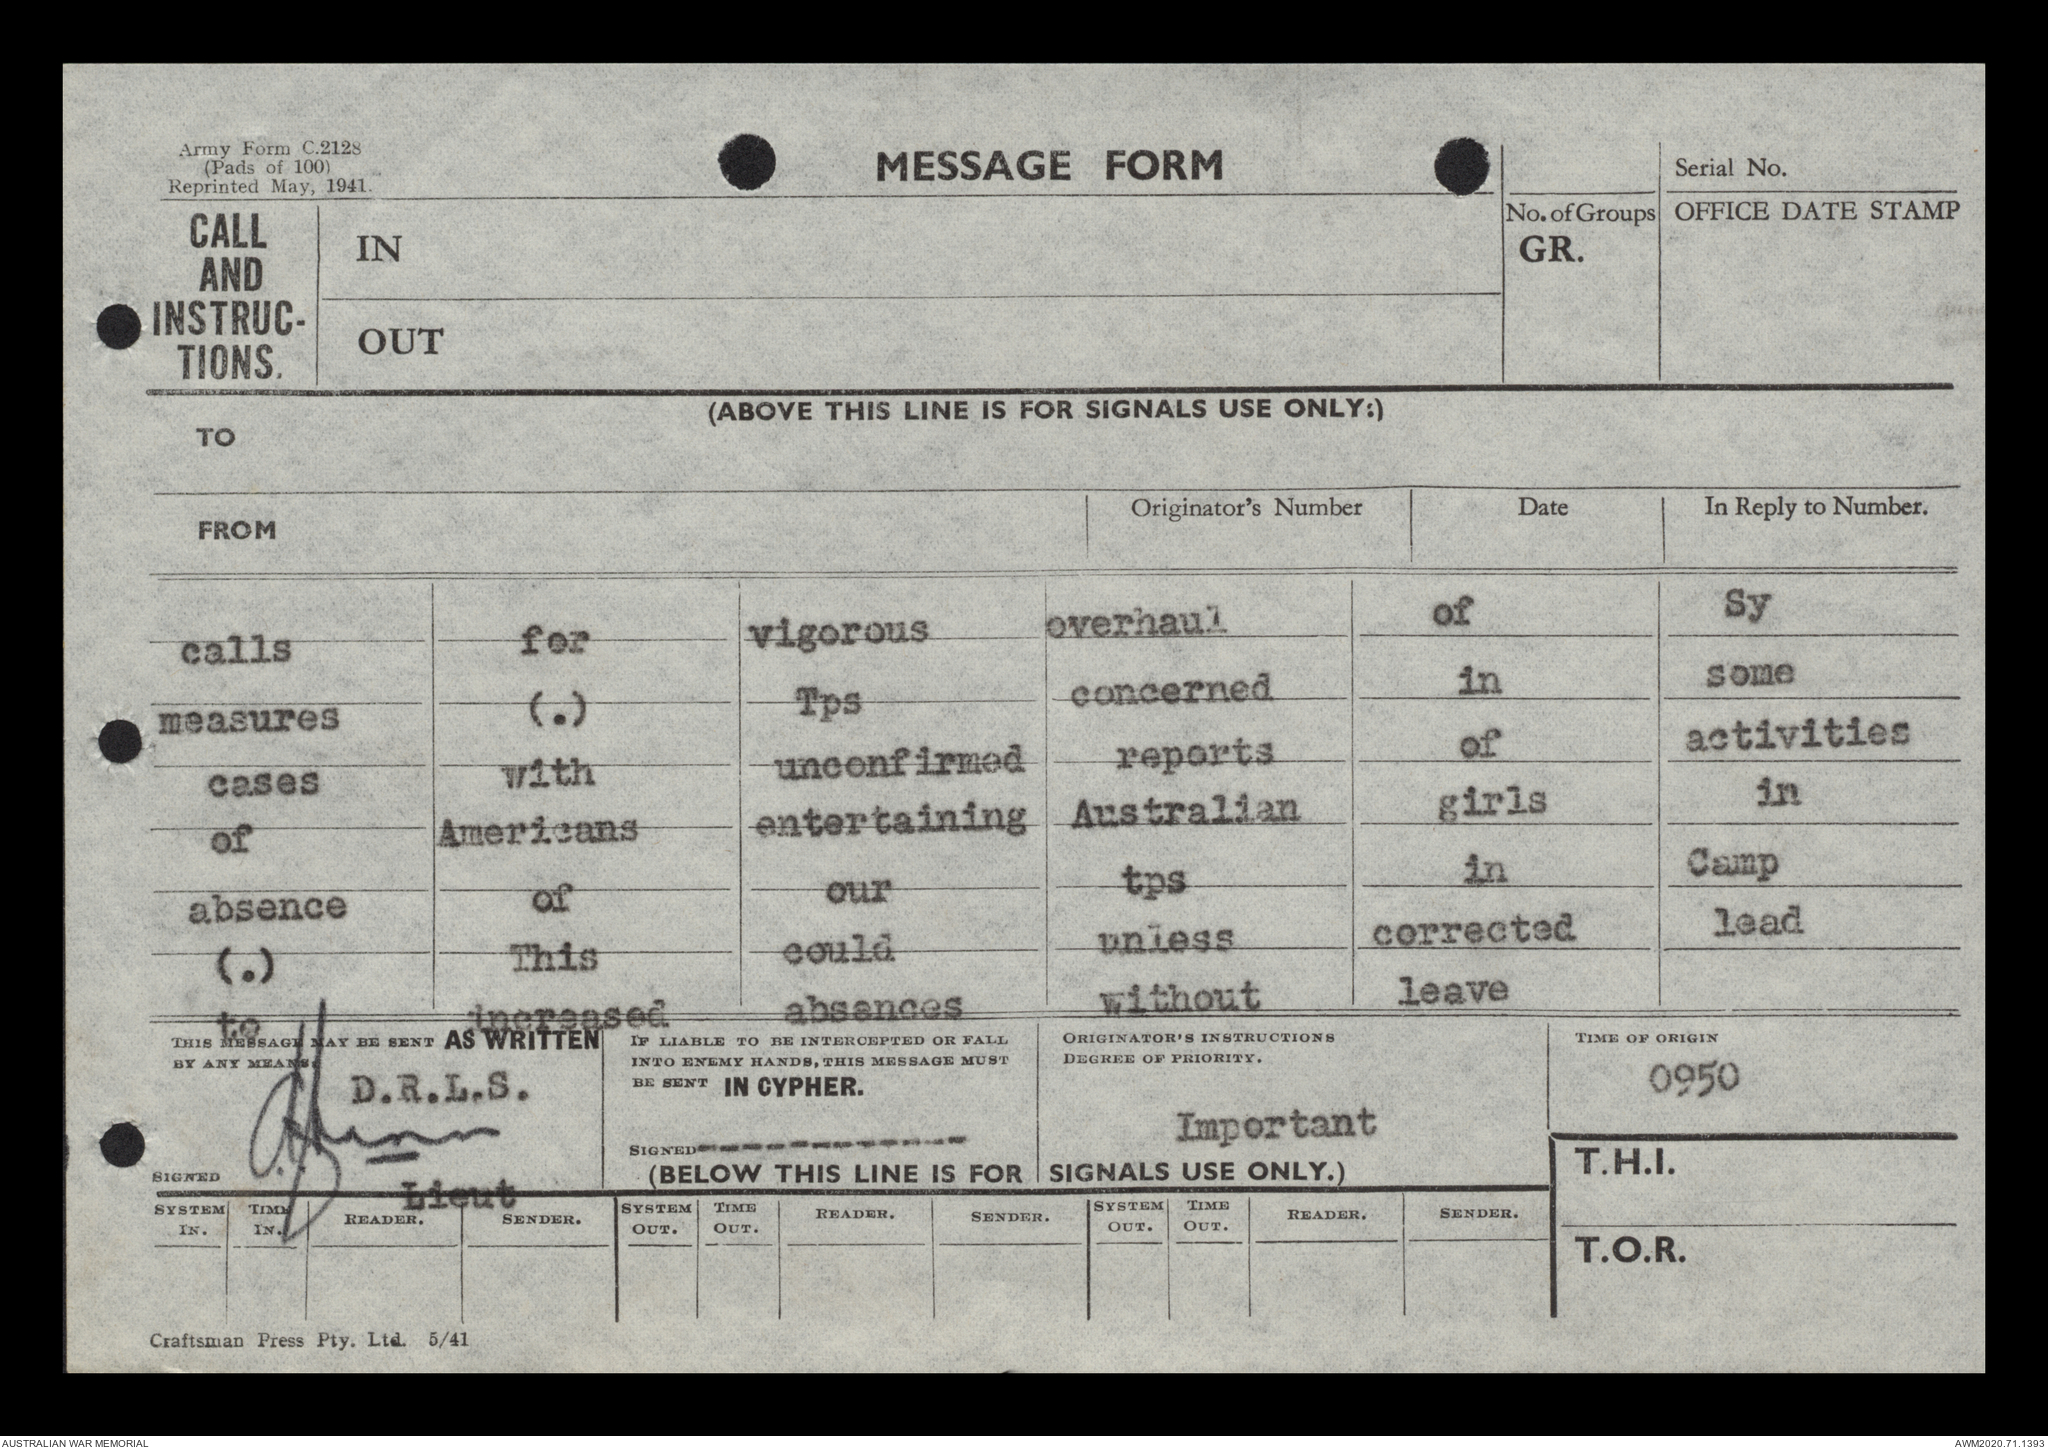 Army Form C.2128
(Pads of 100)
Reprinted May, 1941.
MESSAGE FORM
Serial No.
CALL
AND
INSTRUC-
TIONS.
IN
OUT
No. of Groups
GR.
OFFICE DATE STAMP
(ABOVE THIS LINE IS FOR SIGNALS USE ONLY:)
TO
FROM
Originator's Number
Date
In Reply to Number.
calls for vigorous overhaul of Sy
measures (.) Tps concerned in some
cases with unconfirmed reports of activities
of Americans entertaining Australian girls in
absence of our tps in Camp
(.) This could unless corrected lead
to increased absences without leave
THIS MESSAGE MAY BE SENT AS WRITTEN
BY ANY MEANS.
D.R.L.S.
SIGNED
Lieut
IF LIABLE TO BE INTERCEPTED OR FALL
INTO ENEMY HANDS, THIS MESSAGE MUST
BE SENT IN CYPHER.
SIGNED
ORIGINATOR'S INSTRUCTIONS
DEGREE OF PRIORITY.
Important
TIME OF ORIGIN
0950
(BELOW THIS LINE IS FOR SIGNALS USE ONLY.)
T.H.I.
T.O.R.
SYSTEM IN. TIME IN. READER. SENDER. SYSTEM OUT. TIME OUT. READER. SENDER. SYSTEM OUT. TIME OUT. READER. SENDER.
Craftsman Press Pty. Ltd. 5/41
AUSTRALIAN WAR MEMORIAL
AWM2020.71.1393